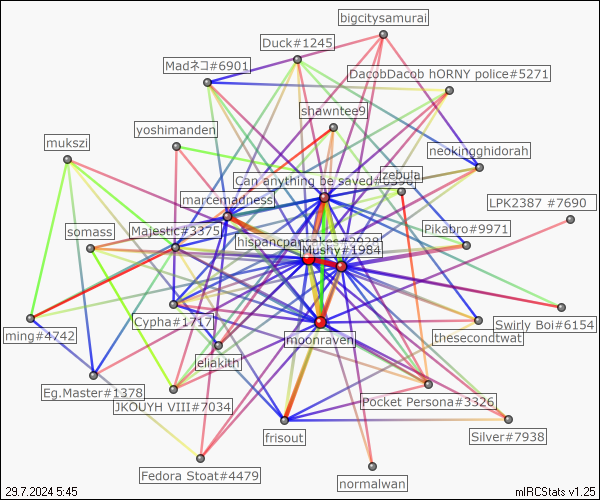 bigcitysamurai
Duck#1245
Madネコ#6901
DacobDacob hORNY police#5271
shawntee9
yoshimanden
mukszi
neokingghidorah
zebula
Can anything be saved
marcemadness
LPK2387 #7690
somass
Majestic#3375
Pikabro#9971
Mushy#1984
Cypha#1717
Swirly Boi#6154
ming#4742
moonraven
thesecondtwat
eliakith
Eg.Master#1378
JKOUYH VIII#7034
Pocket Persona#3326
frisout
Silver#7938
Fedora Stoat#4479
normalwan
29.7.2024 5:45
mIRCStats v1.25